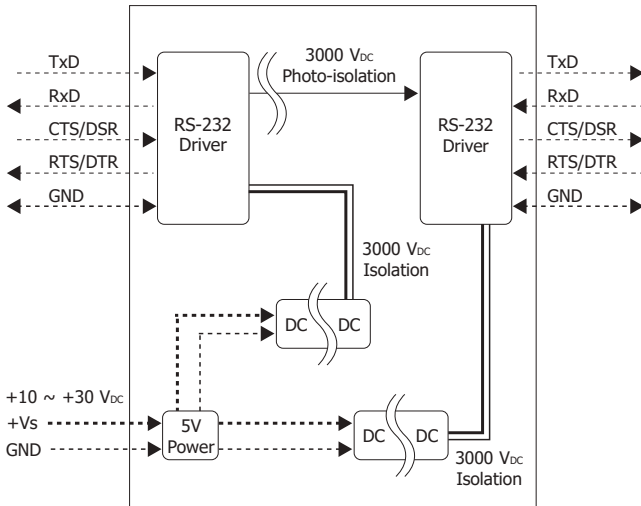 TxD
RxD
CTS/DSR
RTS/DTR
GND
RS-232
Driver
3000 VDC
Photo-isolation
RS-232
Driver
TxD
RxD
CTS/DSR
RTS/DTR
GND
3000 VDC
Isolation
DC DC
+10 ~ +30 VDC
+Vs
GND
5V
Power
DC DC
3000 VDC
Isolation